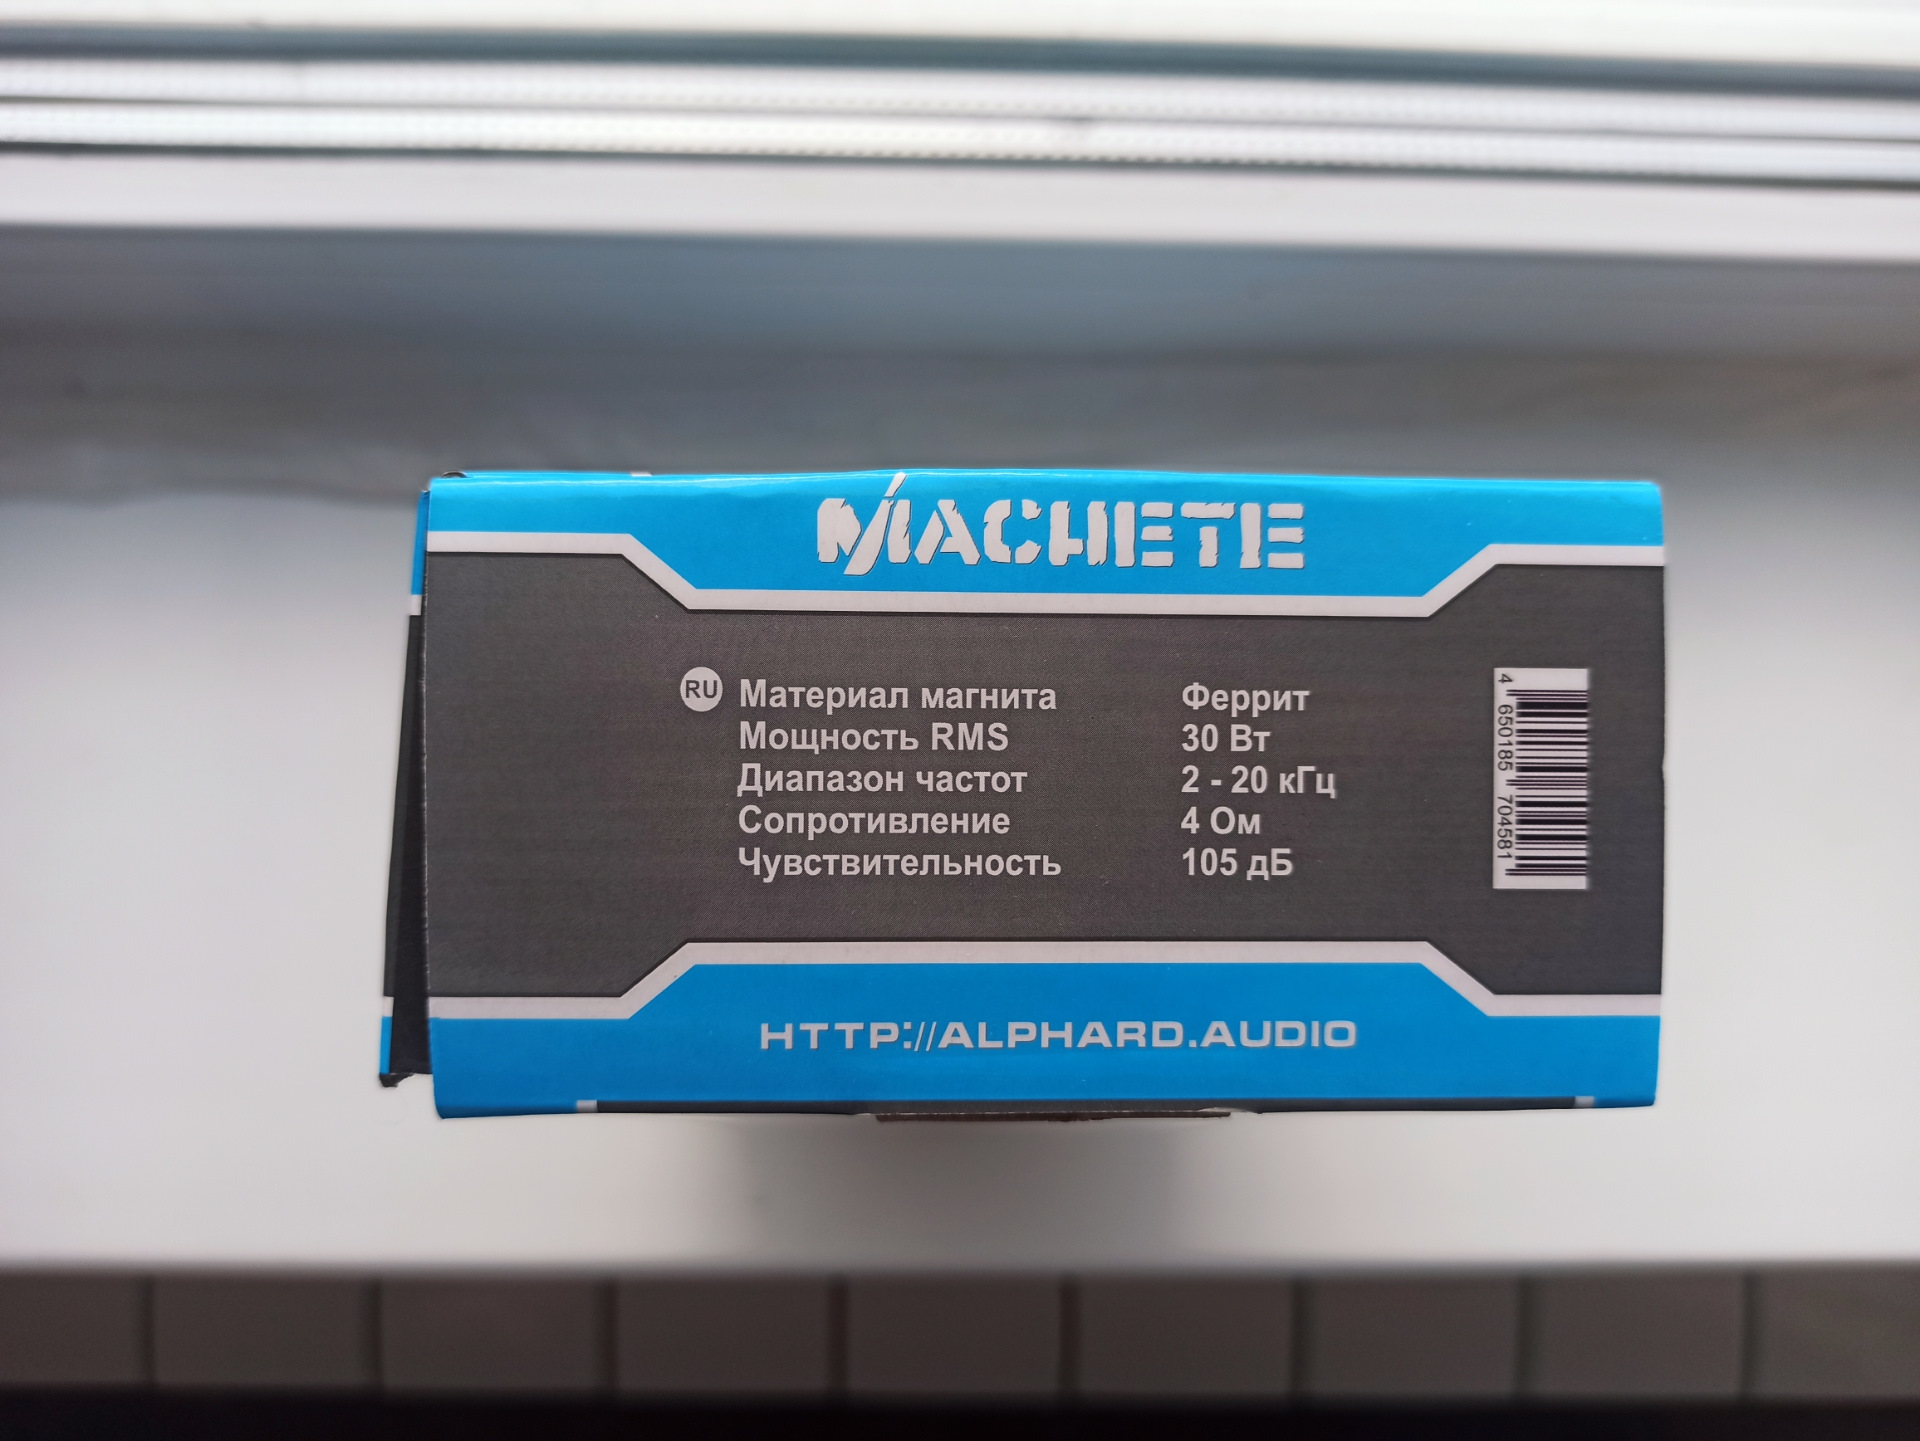 MACHETE
RU Материал магнита Феррит
Мощность RMS 30 Вт
Диапазон частот 2 - 20 кГц
Сопротивление 4 Ом
Чувствительность 105 дБ
4 650185 704581
HTTP://ALPHARD.AUDIO